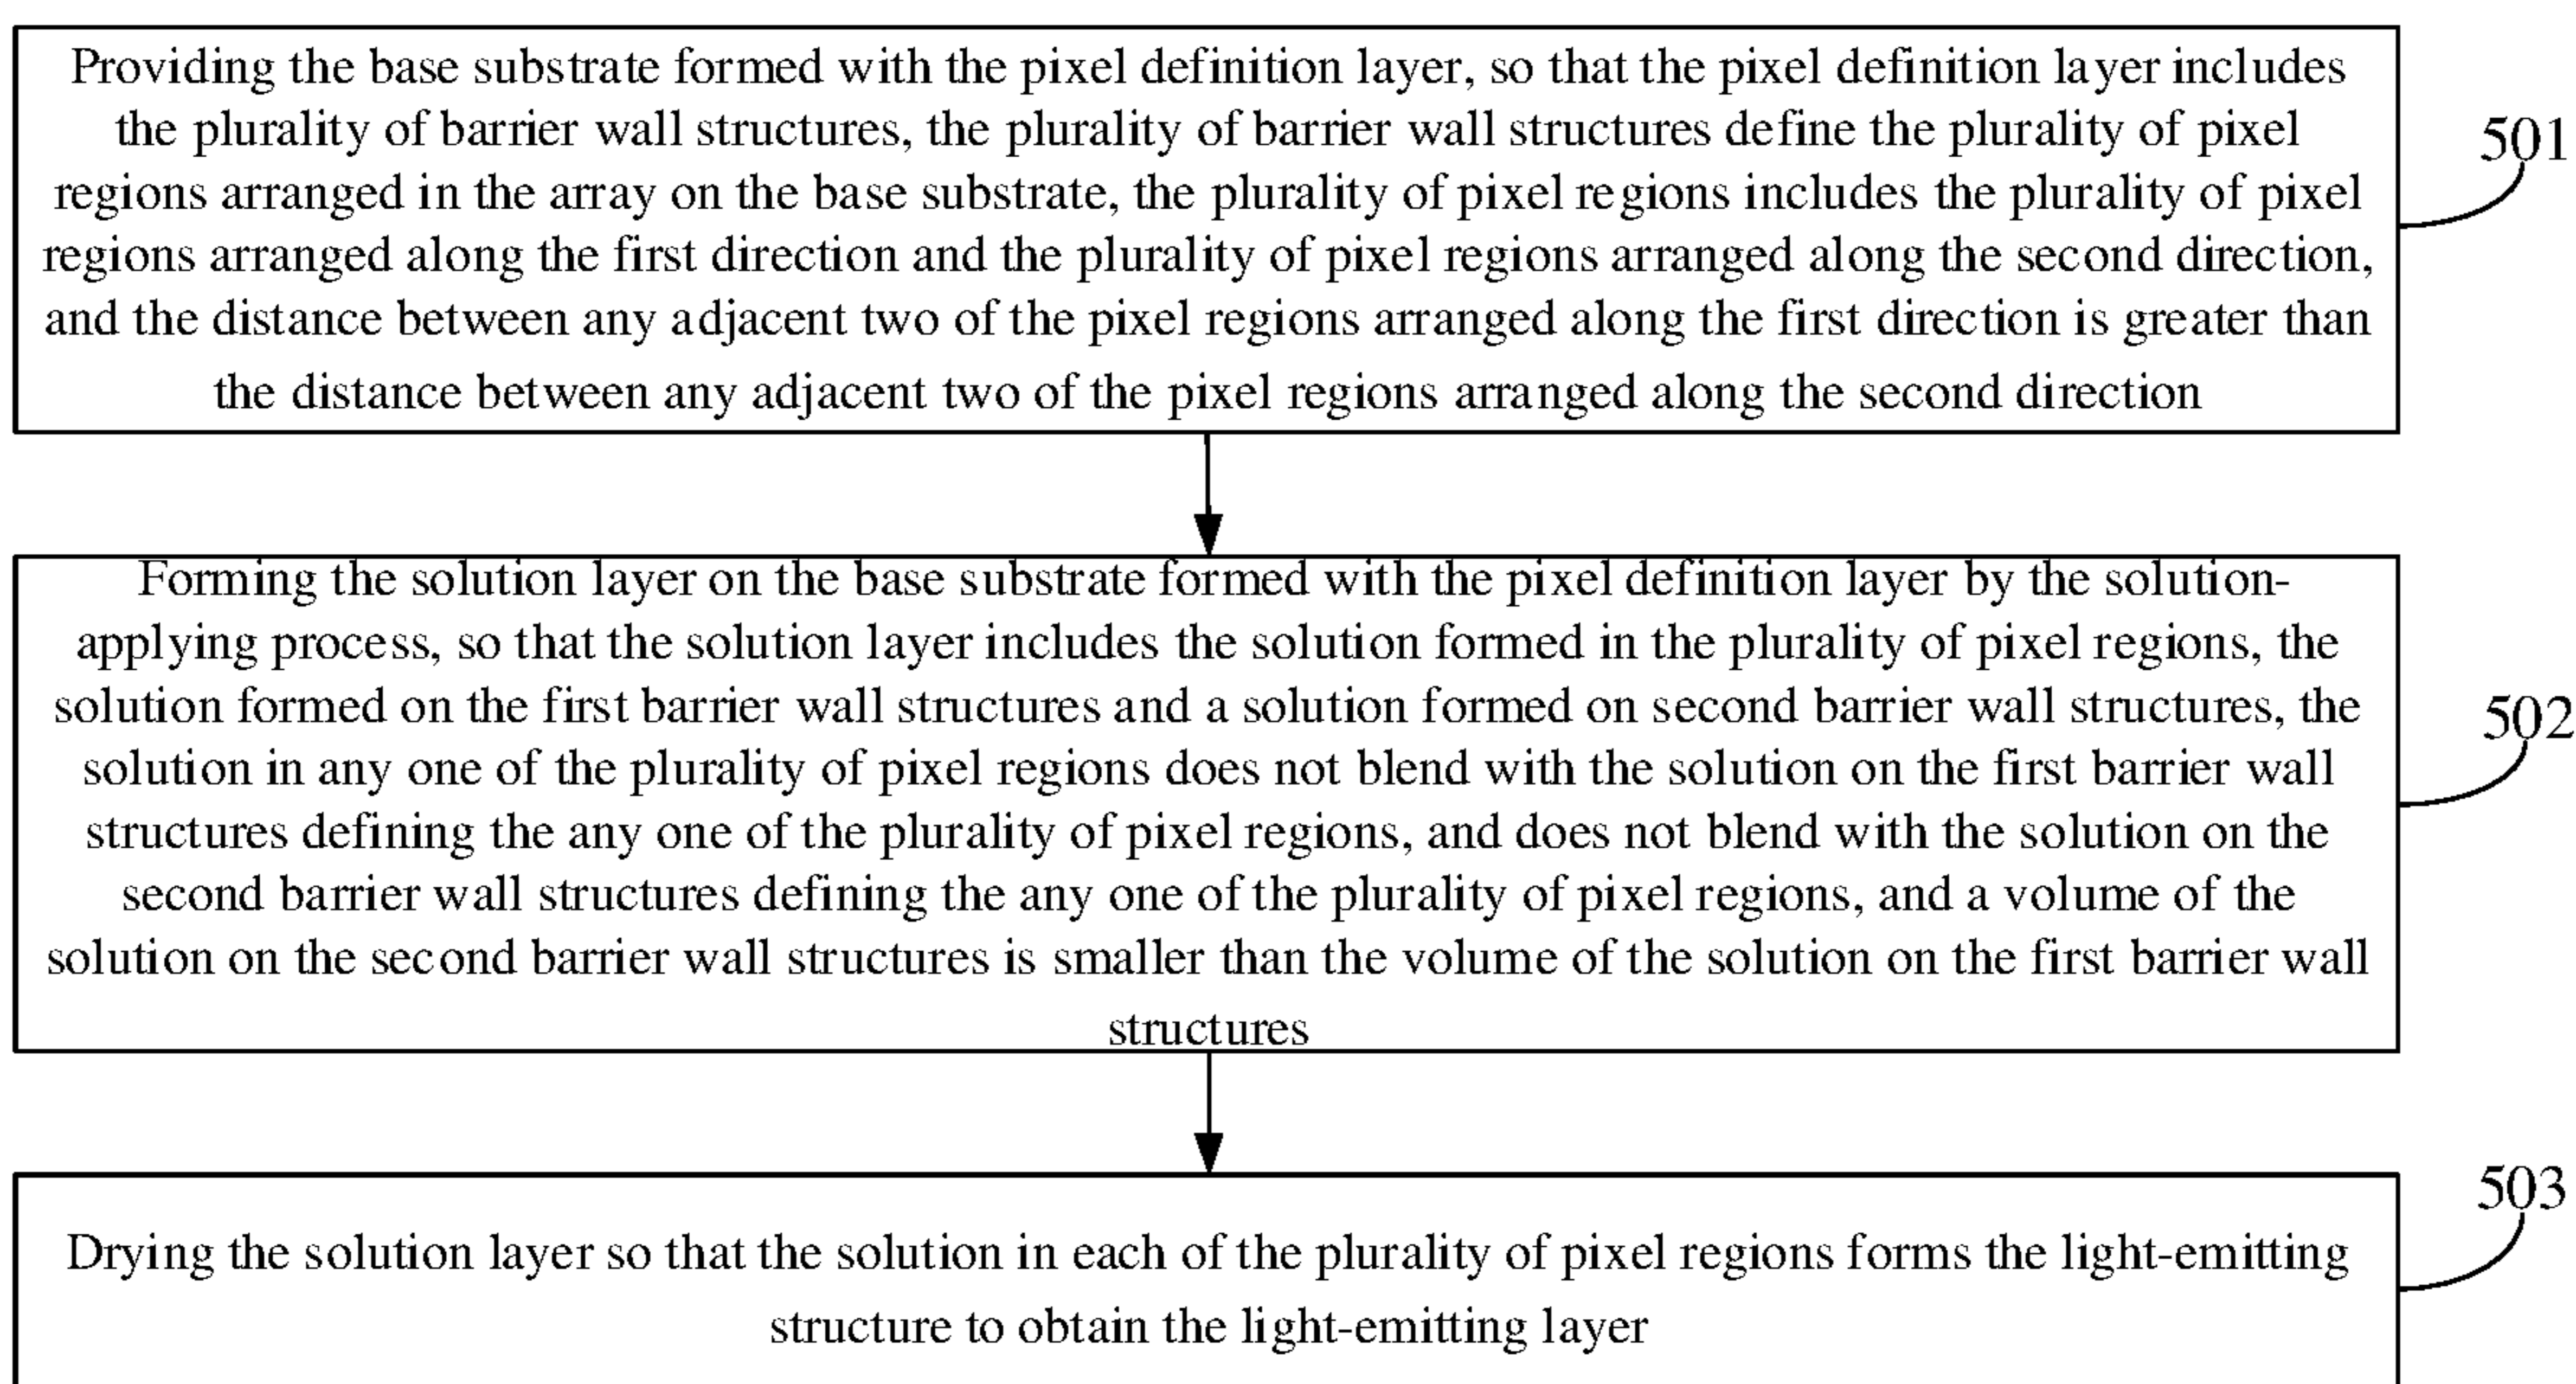 Providing the base substrate formed with the pixel definition layer, so that the pixel definition layer includes
the plurality of barrier wall structures, the plurality of barrier wall structures define the plurality of pixel
regions arranged in the array on the base substrate, the plurality of pixel regions includes the plurality of pixel
regions arranged along the first direction and the plurality of pixel regions arranged along the second direction,
and the distance between any adjacent two of the pixel regions arranged along the first direction is greater than
the distance between any adjacent two of the pixel regions arranged along the second direction
501
Forming the solution layer on the base substrate formed with the pixel definition layer by the solution-
applying process, so that the solution layer includes the solution formed in the plurality of pixel regions, the
solution formed on the first barrier wall structures and a solution formed on second barrier wall structures, the
solution in any one of the plurality of pixel regions does not blend with the solution on the first barrier wall
structures defining the any one of the plurality of pixel regions, and does not blend with the solution on the
second barrier wall structures defining the any one of the plurality of pixel regions, and a volume of the
solution on the second barrier wall structures is smaller than the volume of the solution on the first barrier wall
structures
502
Drying the solution layer so that the solution in each of the plurality of pixel regions forms the light-emitting
structure to obtain the light-emitting layer
503